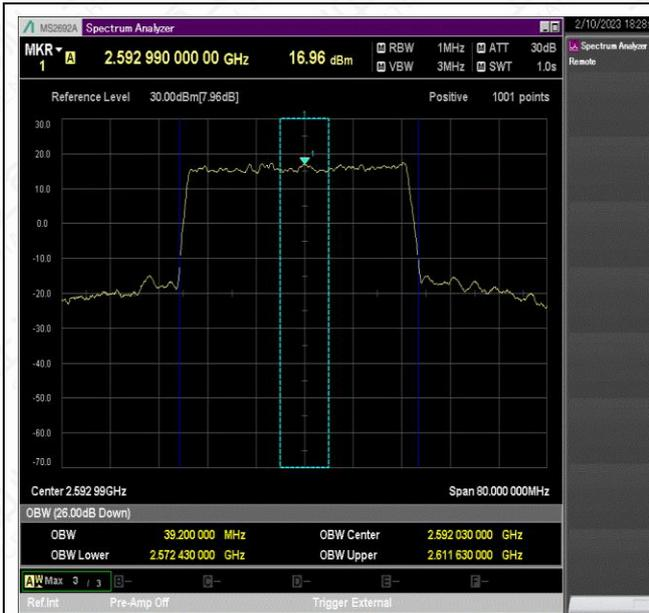 MS2692A Spectrum Analyzer
2/10/2023 18:28
MKR 1 A 2.592 990 000 00 GHz 16.96 dBm
M RBW 1MHz M ATT 30dB
M VBW 3MHz M SWT 1.0s
Spectrum Analyzer
Remote
Reference Level 30.00dBm[7.96dB] Positive 1001 points
30.0
1
20.0
10.0
0.0
-10.0
-20.0
-30.0
-40.0
-50.0
-60.0
-70.0
Center 2.592 99GHz Span 80.000 000MHz
OBW (26.00dB Down)
OBW 39.200 000 MHz OBW Center 2.592 030 000 GHz
OBW Lower 2.572 430 000 GHz OBW Upper 2.611 630 000 GHz
A W Max 3 / 3 B- C- D- E- F-
Ref.Int Pre-Amp Off Trigger External